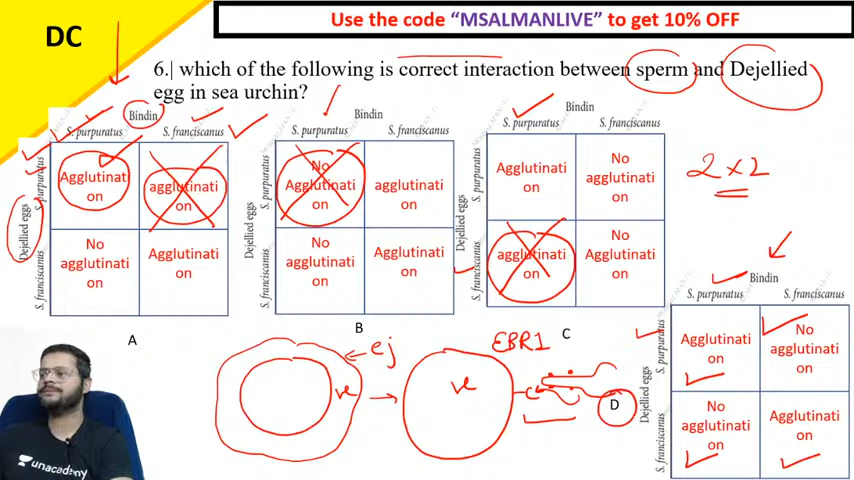 Use the code “MSALMANLIVE” to get 10% OFF
DC
6.| which of the following is correct interaction between sperm and Dejellied
egg in sea urchin?
Bindin
S. purpuratus S. franciscanus
Dejellied eggs
S. purpuratus
S. franciscanus
Agglutinati
on
agglutinati
on
No
agglutinati
on
Agglutinati
on
A
Bindin
S. purpuratus S. franciscanus
Dejellied eggs
S. purpuratus
S. franciscanus
No
Agglutinati
on
agglutinati
on
No
agglutinati
on
Agglutinati
on
B
Bindin
S. purpuratus S. franciscanus
Dejellied eggs
S. purpuratus
S. franciscanus
Agglutinati
on
No
agglutinati
on
agglutinati
on
No
Agglutinati
on
C
2 x 2
Bindin
S. purpuratus S. franciscanus
Dejellied eggs
S. purpuratus
S. franciscanus
Agglutinati
on
No
agglutinati
on
No
agglutinati
on
Agglutinati
on
D
ej
ve
ve
EBR1
unacademy